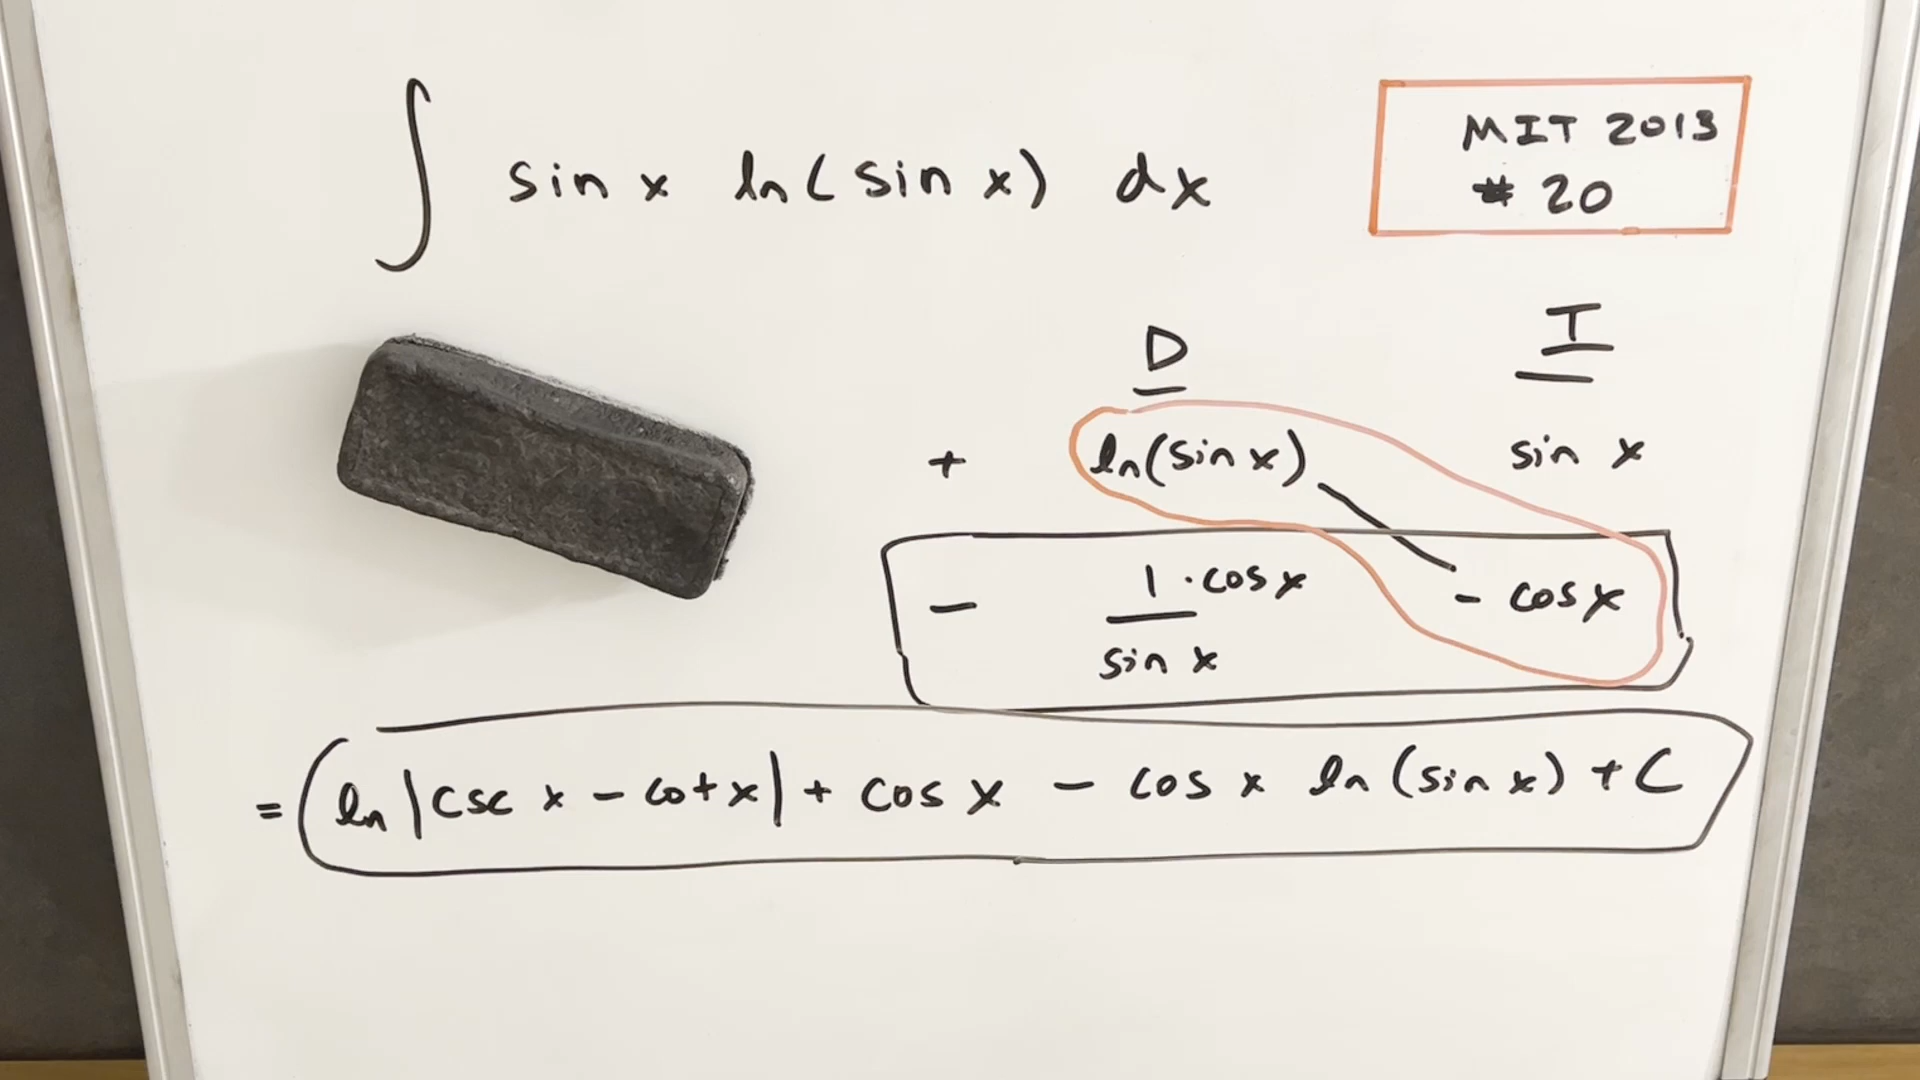 ∫ sin x ln(sin x) dx
MIT 2013
# 20
D I
+ ln(sin x) sin x
- 1 · cos x - cos x
sin x
= ln |csc x - cot x| + cos x - cos x ln (sin x) + C